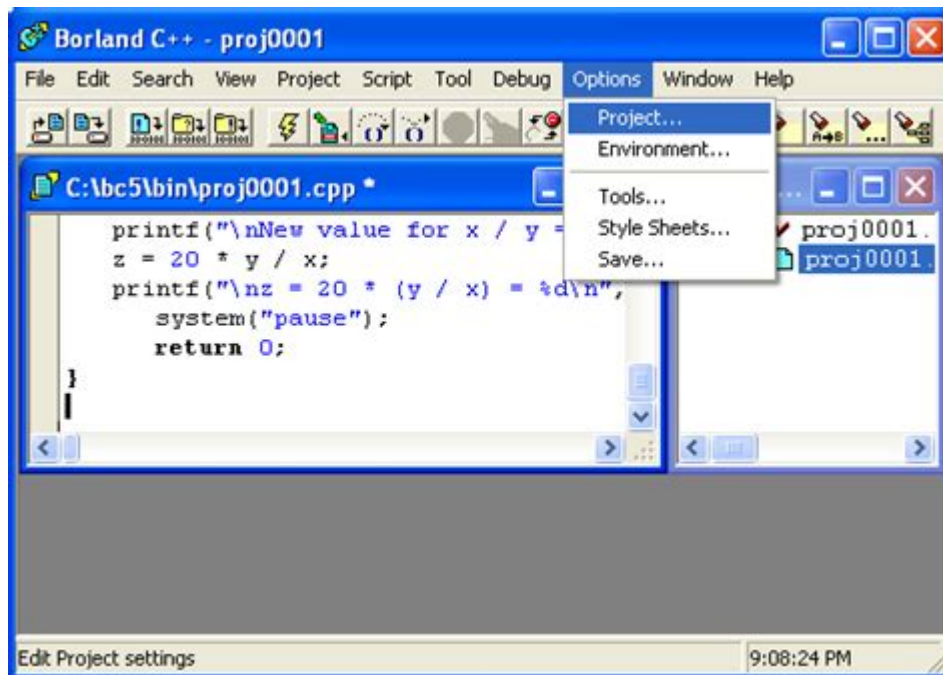 Borland C++ - proj0001
File Edit Search View Project Script Tool Debug Options Window Help
Project...
Environment...
Tools...
Style Sheets...
Save...
C:\bc5\bin\proj0001.cpp *
...
printf("\nNew value for x / y =
z = 20 * y / x;
printf("\nz = 20 * (y / x) = %d\n",
system("pause");
return 0;
}
proj0001.
proj0001.
Edit Project settings
9:08:24 PM